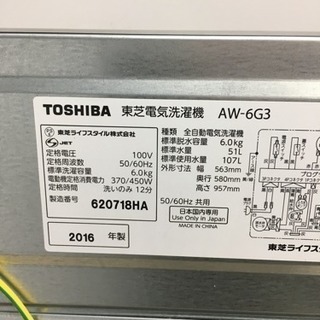 TOSHIBA 東芝電気洗濯機 AW-6G3
東芝ライフスタイル株式会社
JET
定格電圧 100V
定格周波数 50/60Hz
標準容量 6.0kg
電動機定格消費電力 370/450W
定格時間 洗いのみ 12分
製造番号 620718HA
2016 年製
種類 全自動電気洗濯機
標準脱水容量 6.0kg
標準水量 51L
標準使用水量 107L
外形寸法 幅 563mm
奥行 580mm
高さ 957mm
50/60Hz 共用
日本国内専用
Use Only in Japan
MADE IN CHINA
東芝ライフス